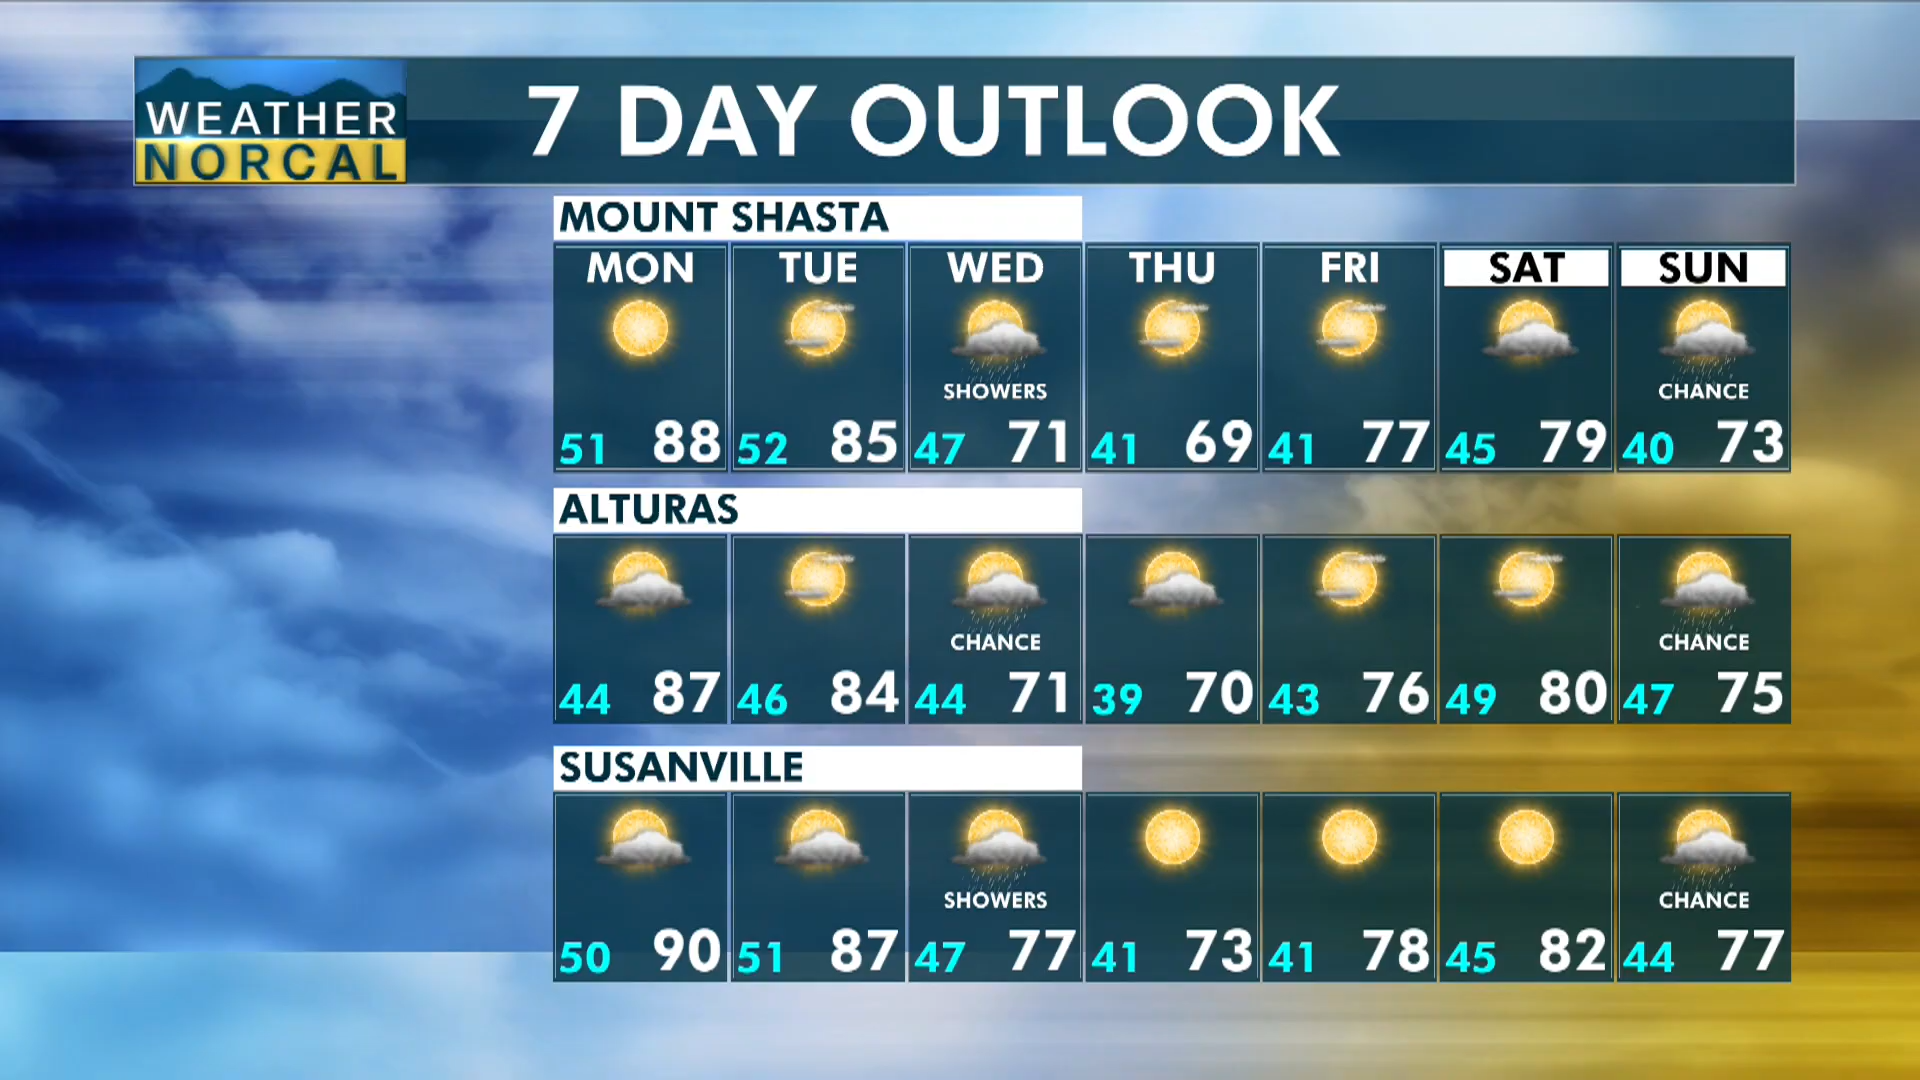 WEATHER
NORCAL
7 DAY OUTLOOK
MOUNT SHASTA
MON TUE WED THU FRI SAT SUN
SHOWERS CHANCE
51 88 52 85 47 71 41 69 41 77 45 79 40 73
ALTURAS
CHANCE CHANCE
44 87 46 84 44 71 39 70 43 76 49 80 47 75
SUSANVILLE
SHOWERS CHANCE
50 90 51 87 47 77 41 73 41 78 45 82 44 77